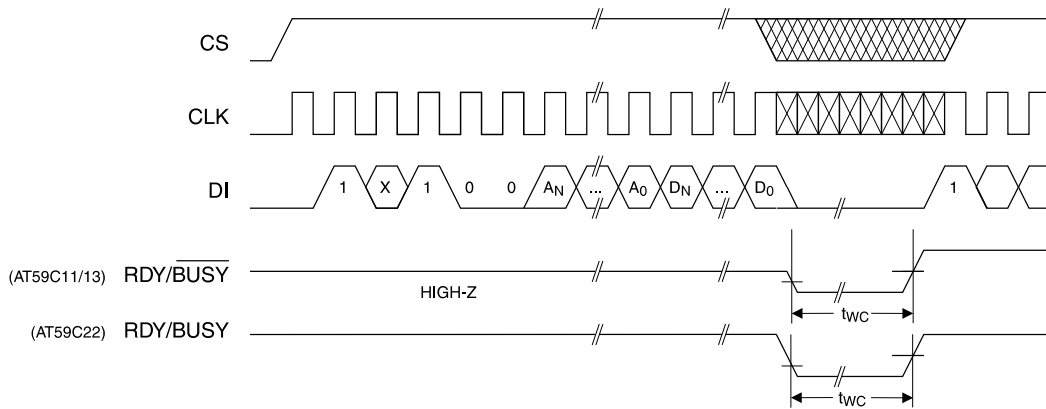 CS
CLK
DI 1 X 1 0 0 A_N ... A_0 D_N ... D_0 1
(AT59C11/13) RDY/BUSY
HIGH-Z
t_WC
(AT59C22) RDY/BUSY
t_WC